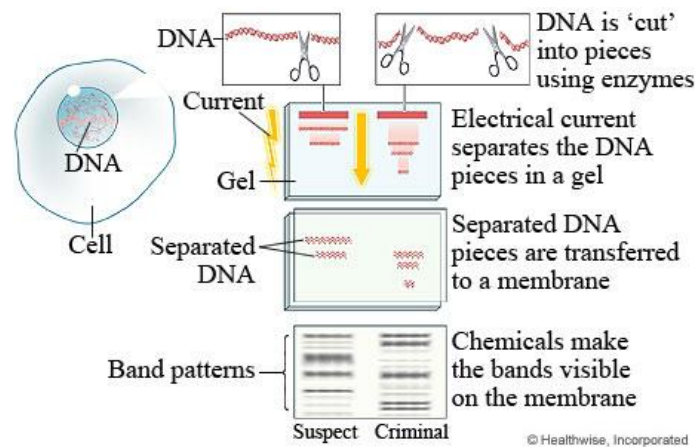 DNA
DNA is ‘cut’
into pieces
using enzymes
Current
DNA
Gel
Electrical current
separates the DNA
pieces in a gel
Cell
Separated
DNA
Separated DNA
pieces are transferred
to a membrane
Band patterns
Chemicals make
the bands visible
on the membrane
Suspect Criminal
© Healthwise, Incorporated